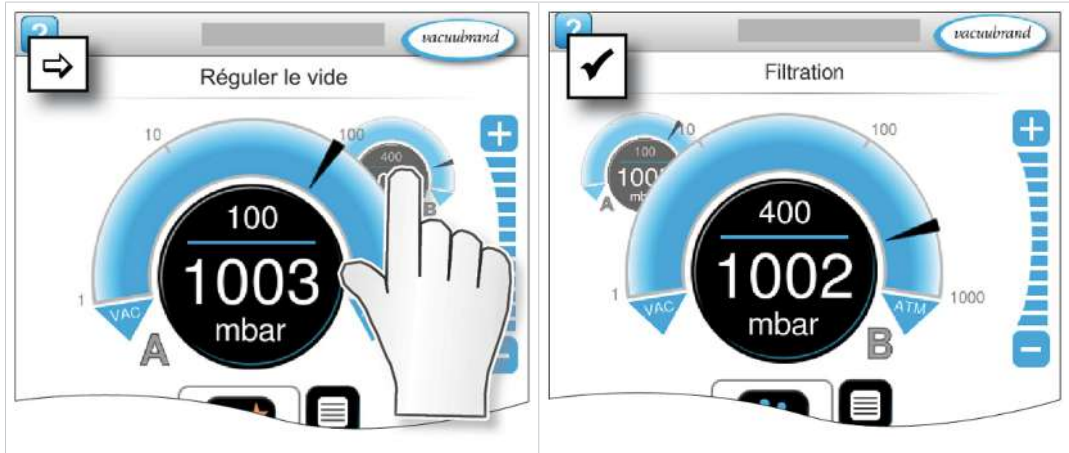 ?
vacuubrand
Réguler le vide
10
100
400
B
1
100
1003
mbar
VAC
A
?
vacuubrand
Filtration
10
100
100
A
1
400
1002
mbar
VAC
ATM
1000
B